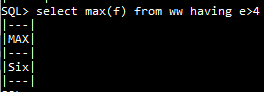 SQL> select max(f) from ww having e>4
|---|
|MAX|
|---|
|Six|
|---|